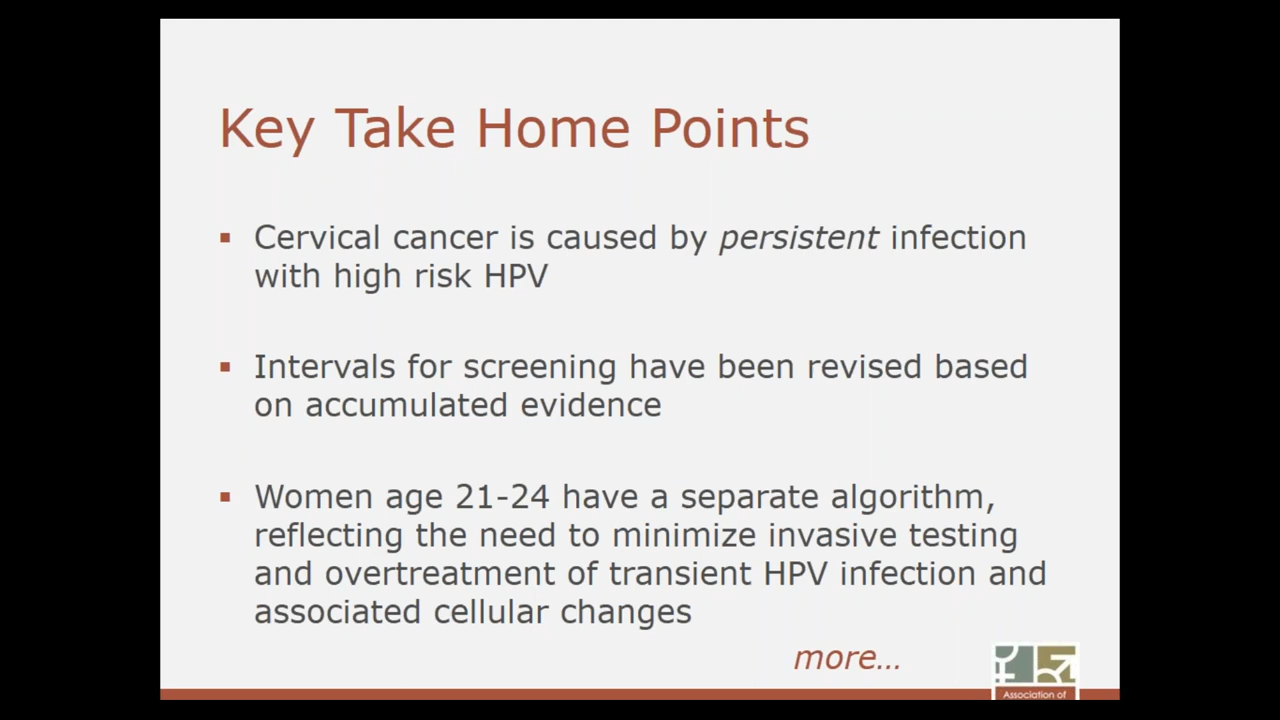 Key Take Home Points
▪ Cervical cancer is caused by persistent infection
with high risk HPV
▪ Intervals for screening have been revised based
on accumulated evidence
▪ Women age 21-24 have a separate algorithm,
reflecting the need to minimize invasive testing
and overtreatment of transient HPV infection and
associated cellular changes
more...
Association of